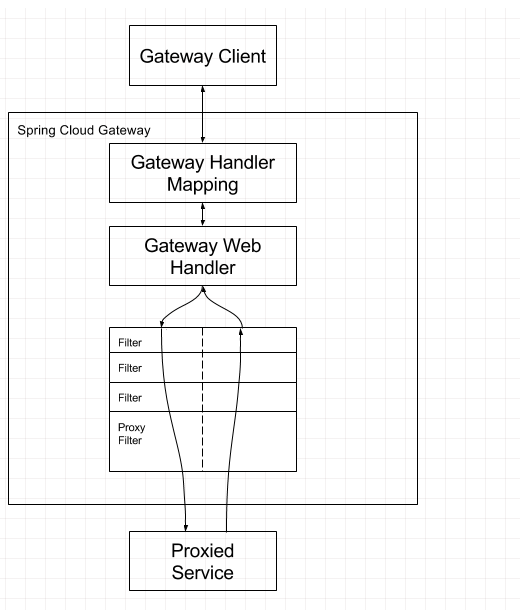 Gateway Client
Spring Cloud Gateway
Gateway Handler
Mapping
Gateway Web
Handler
Filter
Filter
Filter
Proxy
Filter
Proxied
Service